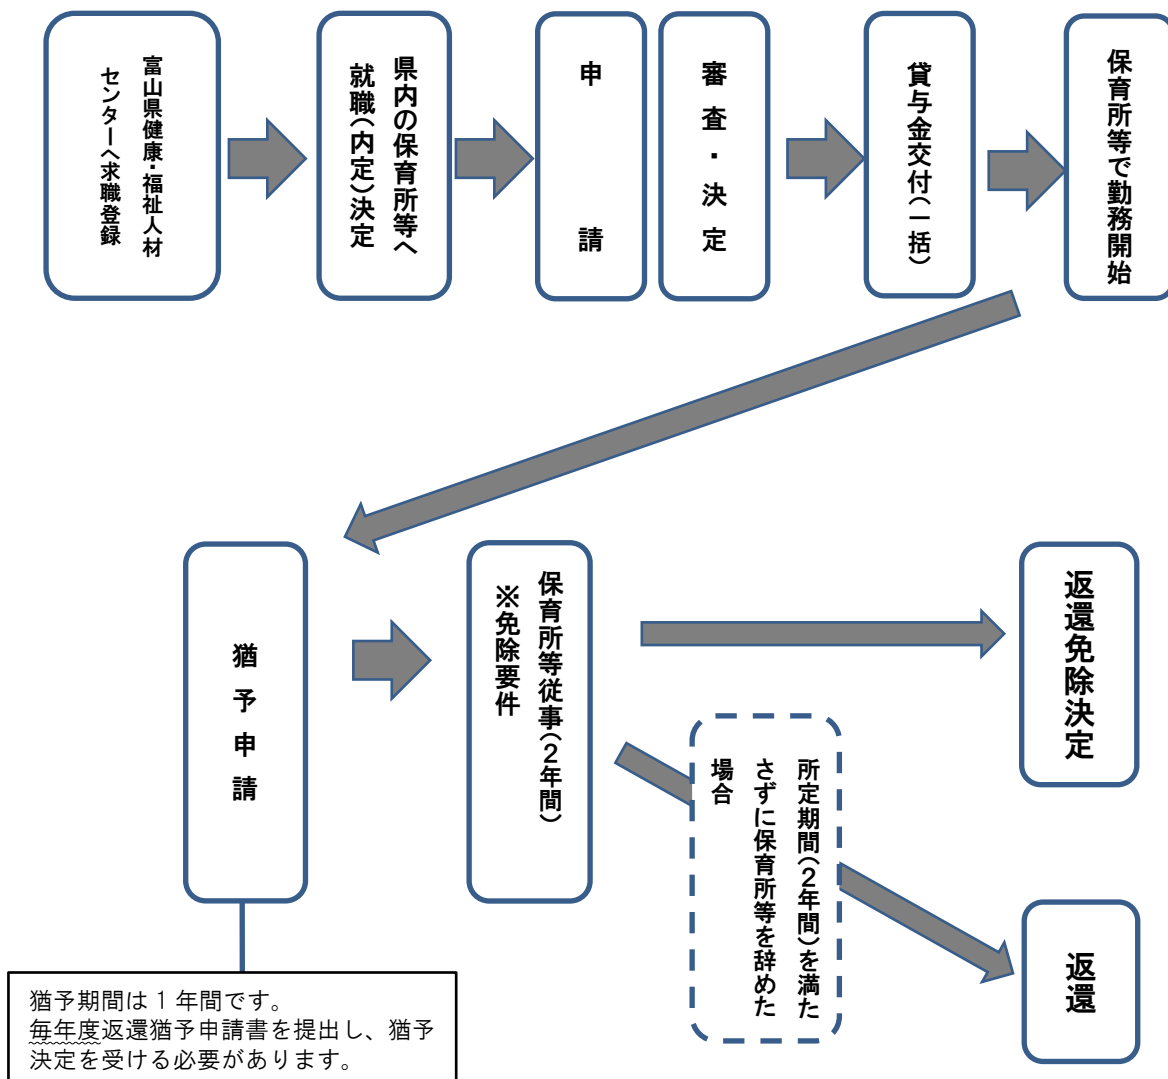 富山県健康・福祉人材
センターへ求職登録
県内の保育所等へ
就職(内定)決定
申請
審査・決定
貸与金交付(一括)
保育所等で勤務開始
猶予申請
保育所等従事(2年間)
※免除要件
返還免除決定
所定期間(2年間)を満た
さずに保育所等を辞めた
場合
返還
猶予期間は1年間です。
毎年度返還猶予申請書を提出し、猶予
決定を受ける必要があります。